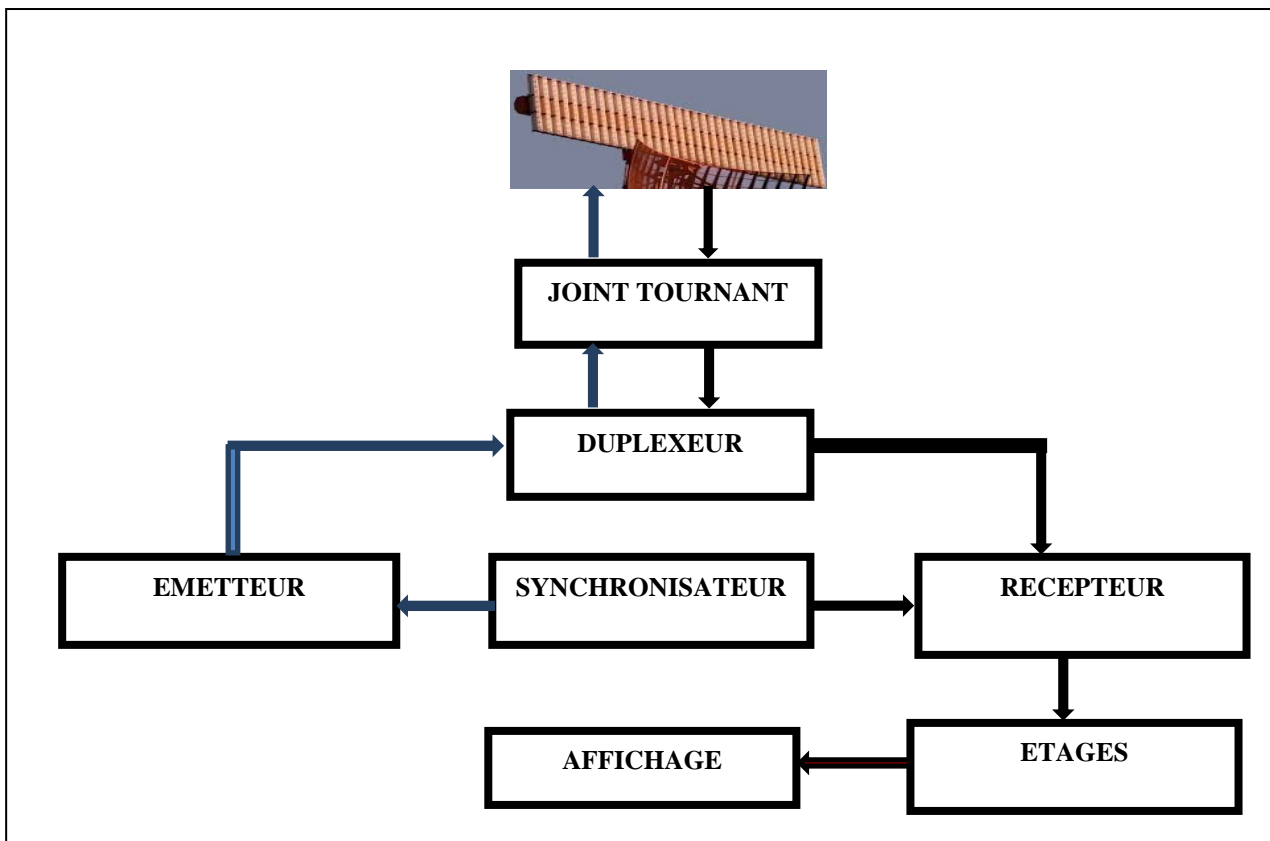 JOINT TOURNANT
DUPLEXEUR
EMETTEUR
SYNCHRONISATEUR
RECEPTEUR
ETAGES
AFFICHAGE